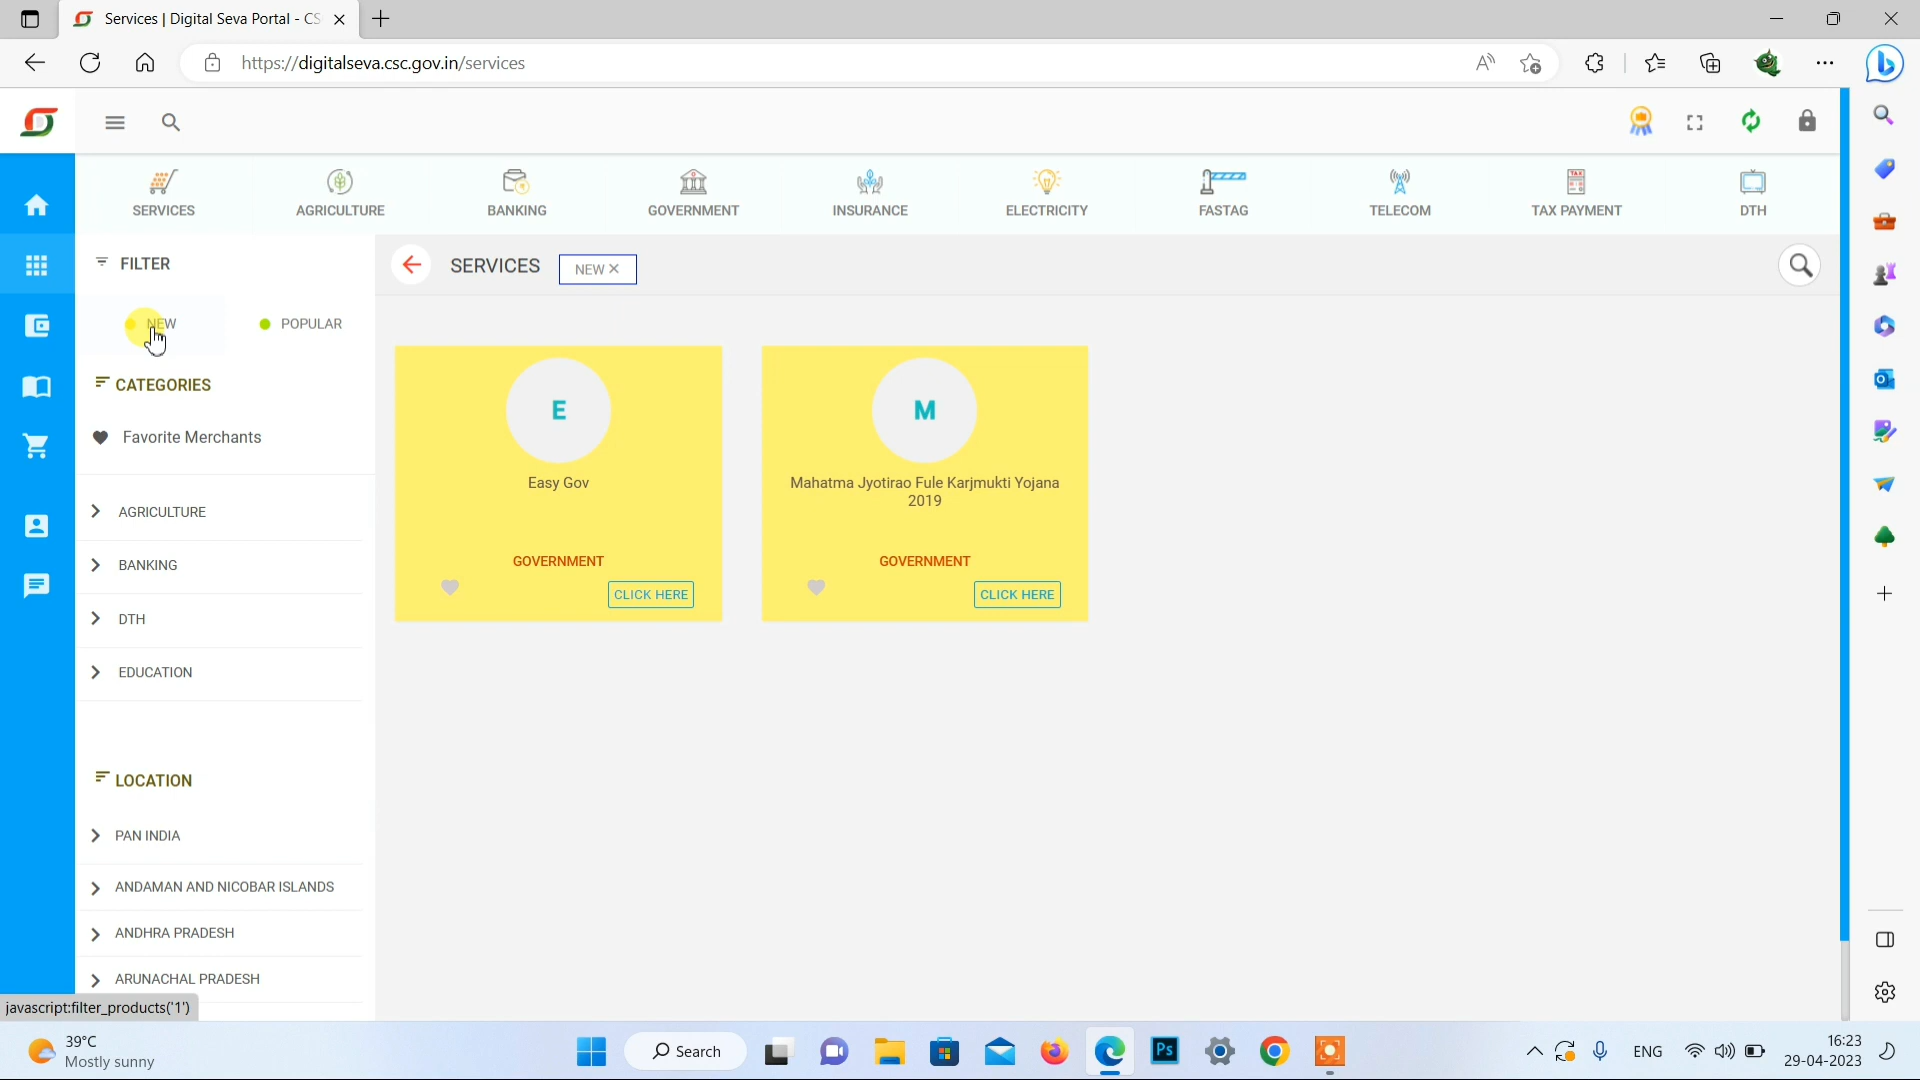 Services | Digital Seva Portal - CS
https://digitalseva.csc.gov.in/services
SERVICES
AGRICULTURE
BANKING
GOVERNMENT
INSURANCE
ELECTRICITY
FASTAG
TELECOM
TAX PAYMENT
DTH
FILTER
NEW
POPULAR
CATEGORIES
Favorite Merchants
AGRICULTURE
BANKING
DTH
EDUCATION
LOCATION
PAN INDIA
ANDAMAN AND NICOBAR ISLANDS
ANDHRA PRADESH
ARUNACHAL PRADESH
javascript:filter_products('1')
SERVICES
NEW ✕
E
Easy Gov
GOVERNMENT
CLICK HERE
M
Mahatma Jyotirao Fule Karjmukti Yojana
2019
GOVERNMENT
CLICK HERE
39°C
Mostly sunny
Search
Ps
ENG
16:23
29-04-2023